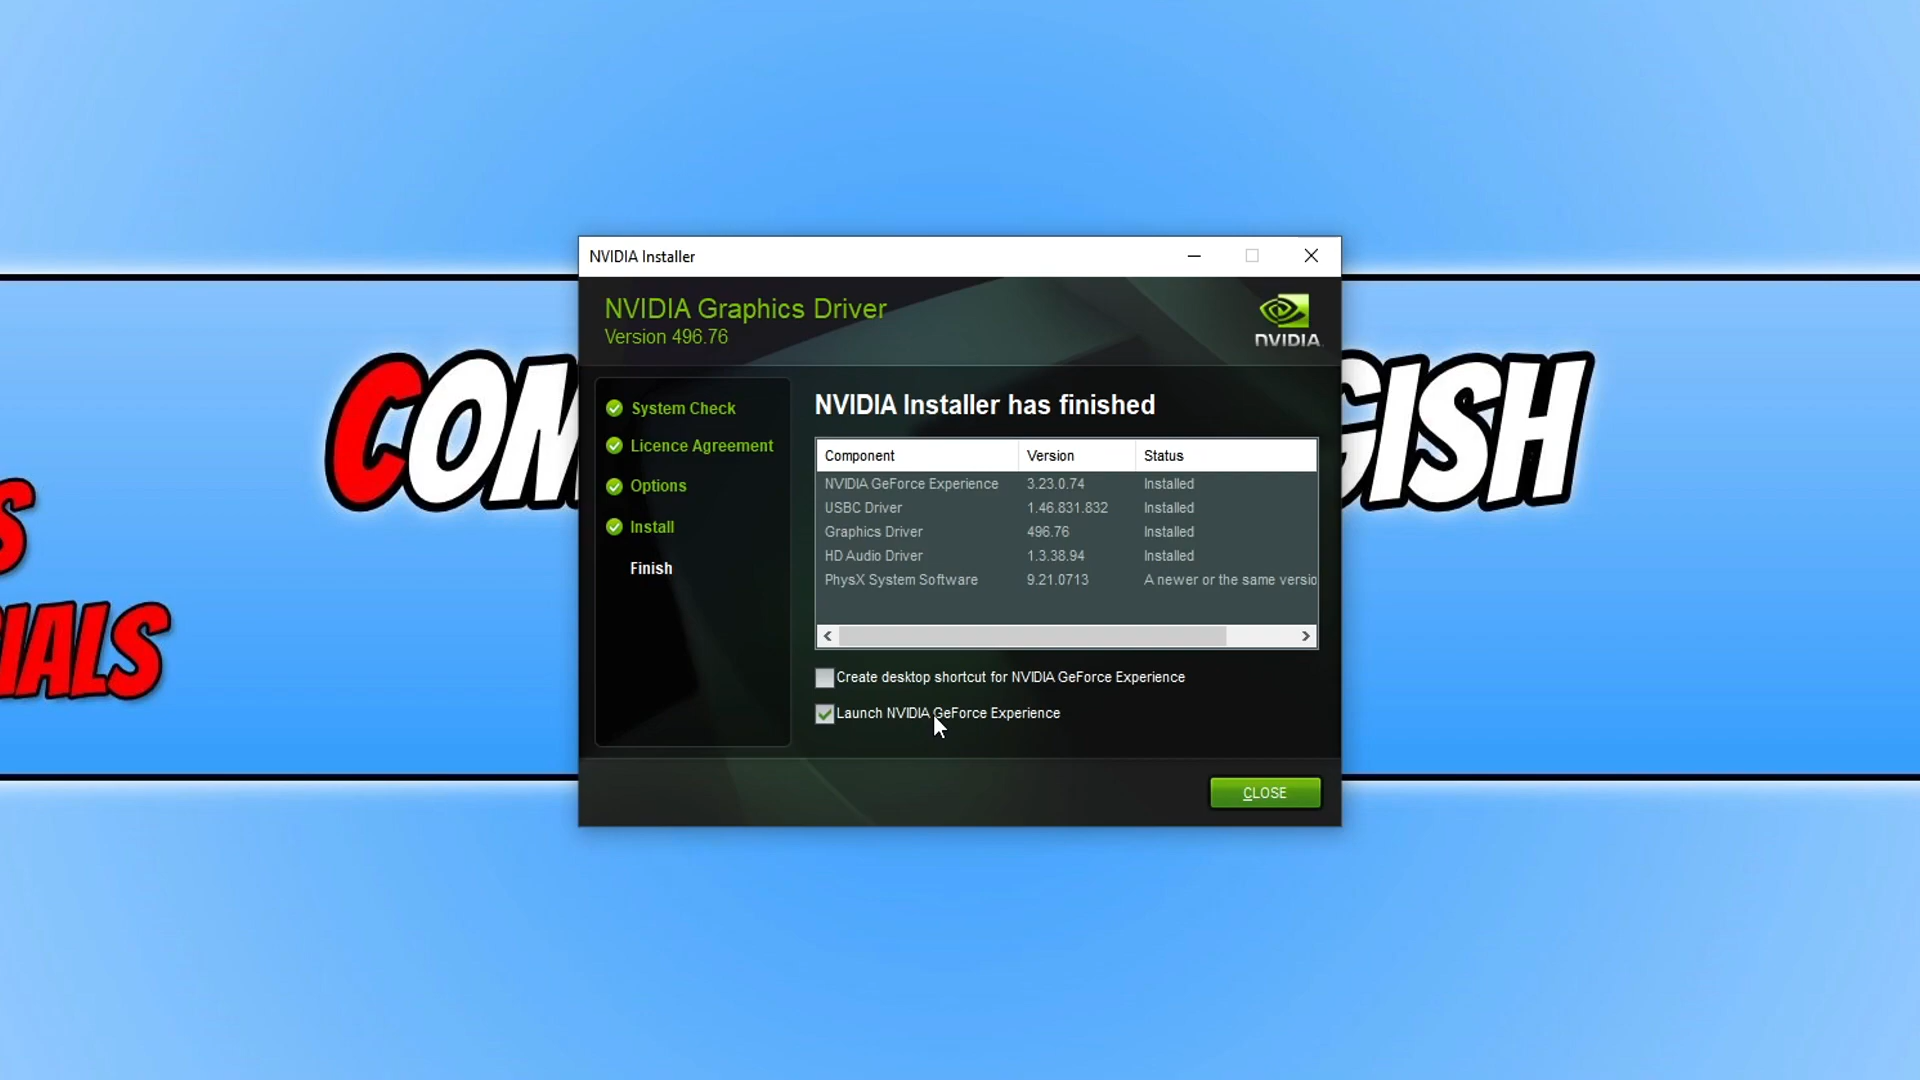 NVIDIA Installer
NVIDIA Graphics Driver
Version 496.76
NVIDIA
COM
GISH
S
IALS
System Check
Licence Agreement
Options
Install
Finish
NVIDIA Installer has finished
Component Version Status
NVIDIA GeForce Experience 3.23.0.74 Installed
USBC Driver 1.46.831.832 Installed
Graphics Driver 496.76 Installed
HD Audio Driver 1.3.38.94 Installed
PhysX System Software 9.21.0713 A newer or the same versio
Create desktop shortcut for NVIDIA GeForce Experience
Launch NVIDIA GeForce Experience
CLOSE